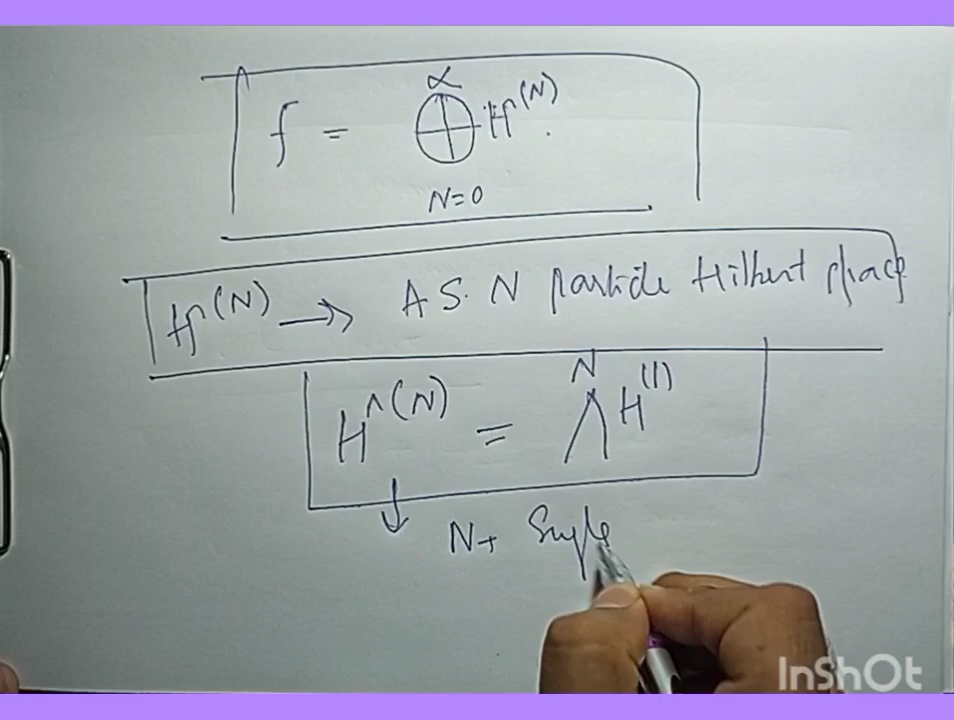 α
f = ⊕ H^(N).
N=0
H^(N) →> A S. N particle Hilbert space
H^∧(N) = ∧^N H^(1)
↓ N+ Single
InShOt